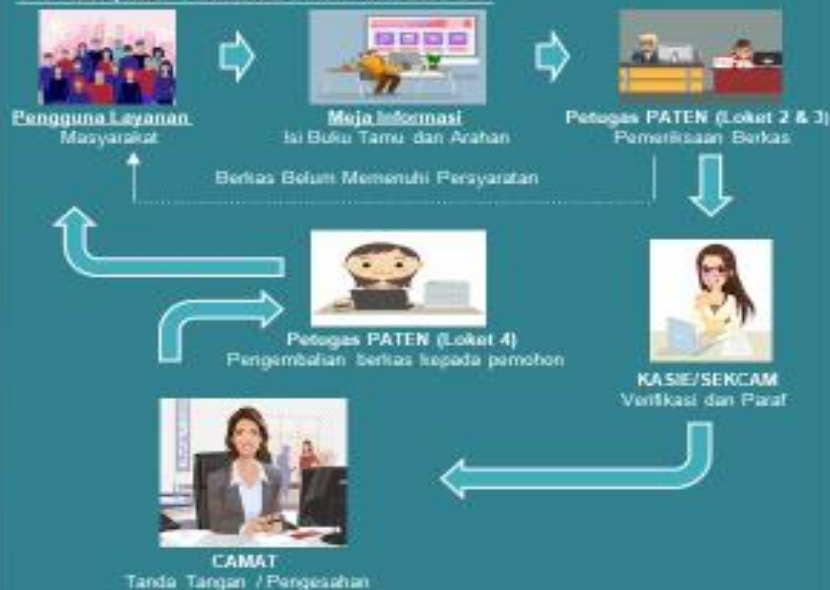 Pengguna Layanan
Masyarakat
Meja Informasi
Isi Buku Tamu dan Arahan
Petugas PATEN (Loket 2 & 3)
Pemeriksaan Berkas
Berkas Belum Memenuhi Persyaratan
Petugas PATEN (Loket 4)
Pengembalian berkas kepada pemohon
KASIE/SEKCAM
Verifikasi dan Paraf
CAMAT
Tanda Tangan / Pengesahan